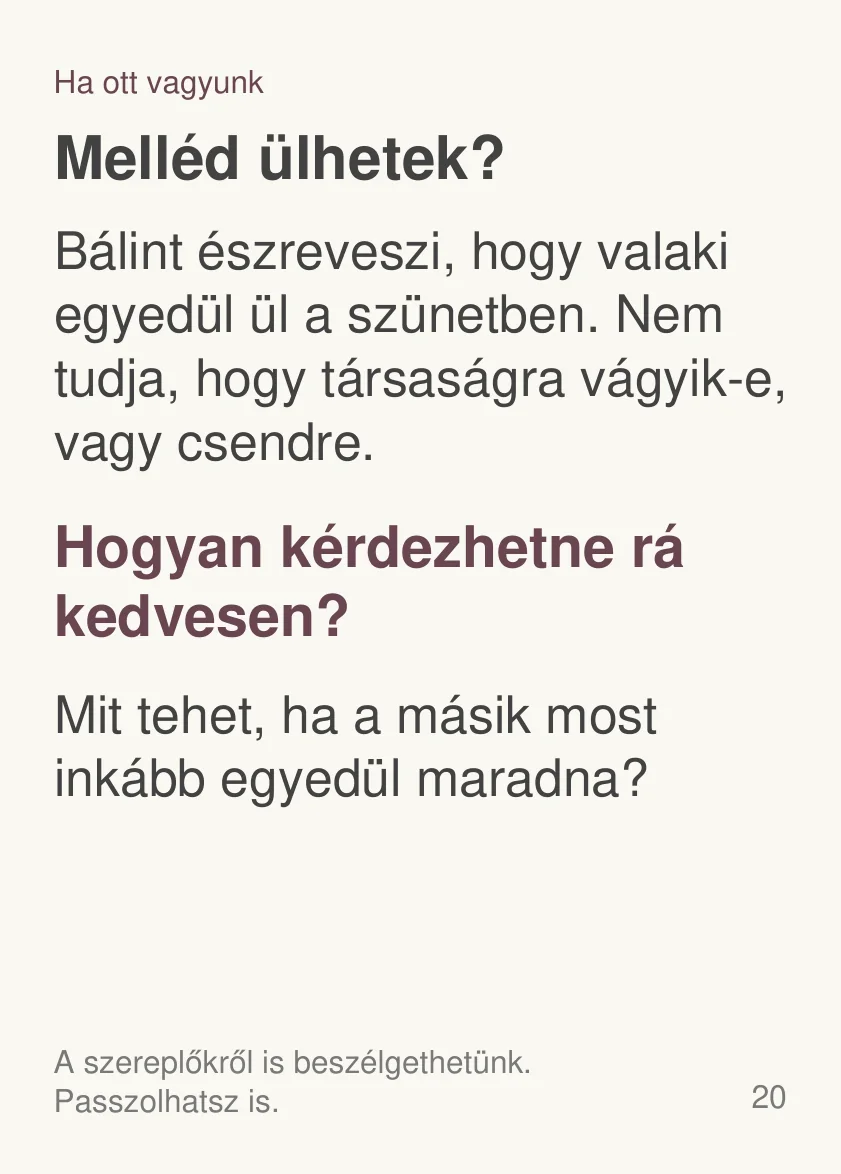 Ha ott vagyunk
Melléd ülhetek?
Bálint észreveszi, hogy valaki
egyedül ül a szünetben. Nem
tudja, hogy társaságra vágyik-e,
vagy csendre.
Hogyan kérdezhetne rá
kedvesen?
Mit tehet, ha a másik most
inkább egyedül maradna?
A szereplőkről is beszélgethetünk.
Passzolhatsz is.
20